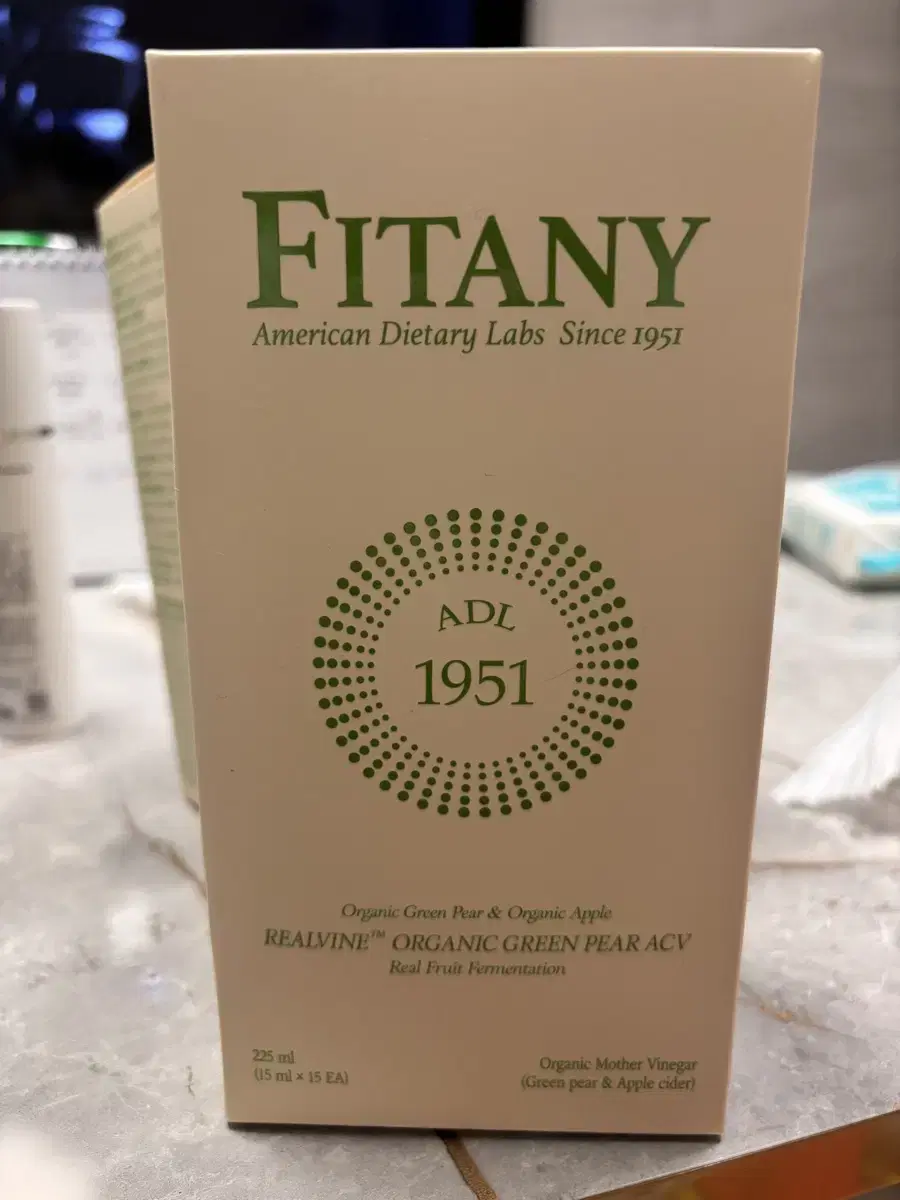 FITANY
American Dietary Labs Since 1951
ADL
1951
Organic Green Pear & Organic Apple
REALVINE™ ORGANIC GREEN PEAR ACV
Real Fruit Fermentation
225 ml
(15 ml × 15 EA)
Organic Mother Vinegar
(Green pear & Apple cider)